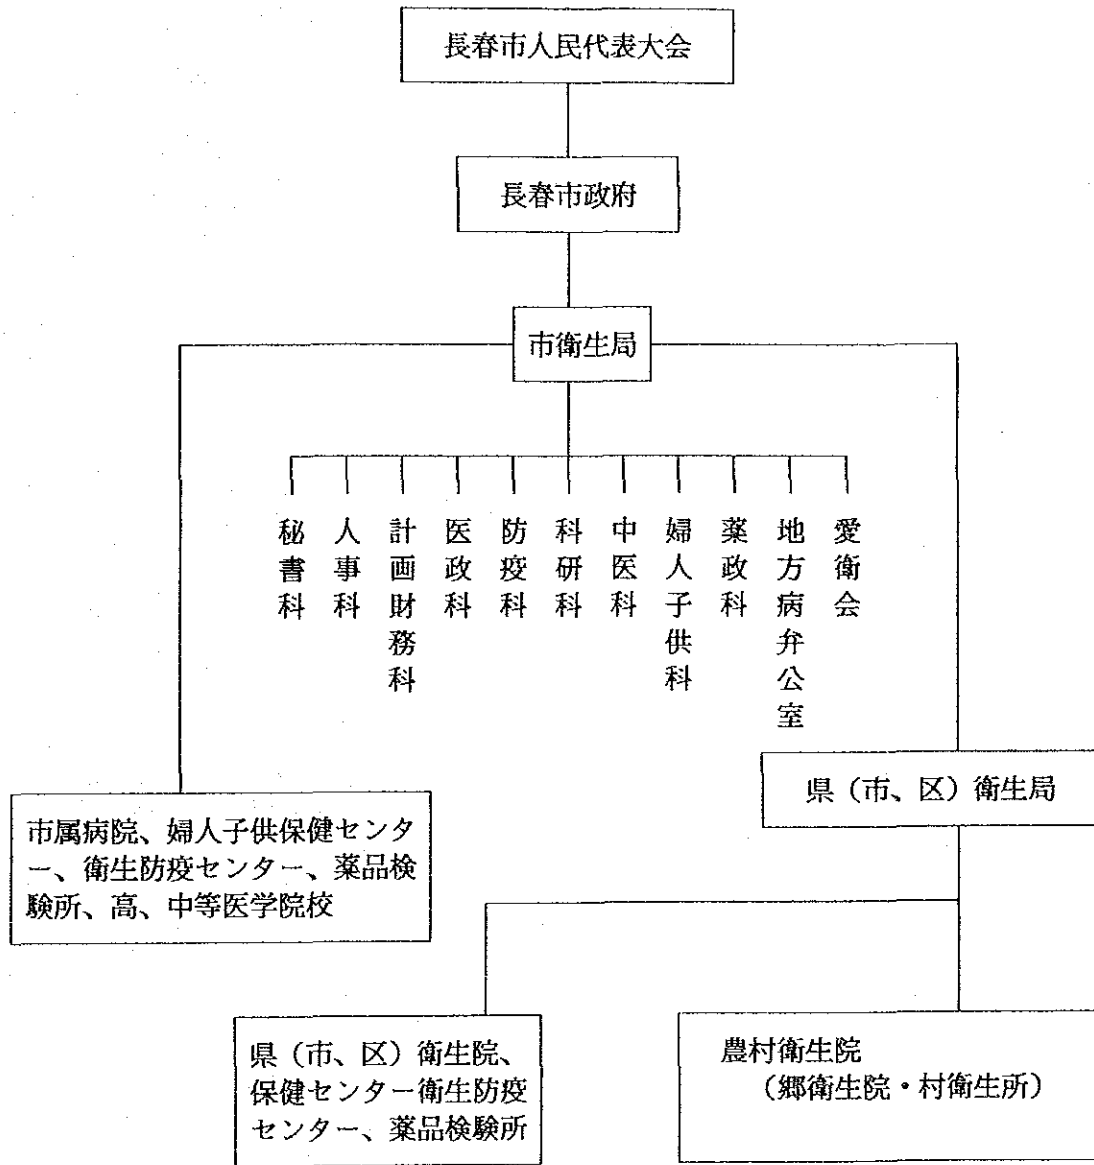 長春市人民代表大会
長春市政府
市衛生局
秘書科
人事科
計画財務科
医政科
防疫科
科研科
中医科
婦人子供科
薬政科
地方病弁公室
愛衛会
県（市、区）衛生局
市属病院、婦人子供保健センタ
ー、衛生防疫センター、薬品検
験所、高、中等医学院校
県（市、区）衛生院、
保健センター衛生防疫
センター、薬品検験所
農村衛生院
（郷衛生院・村衛生所）